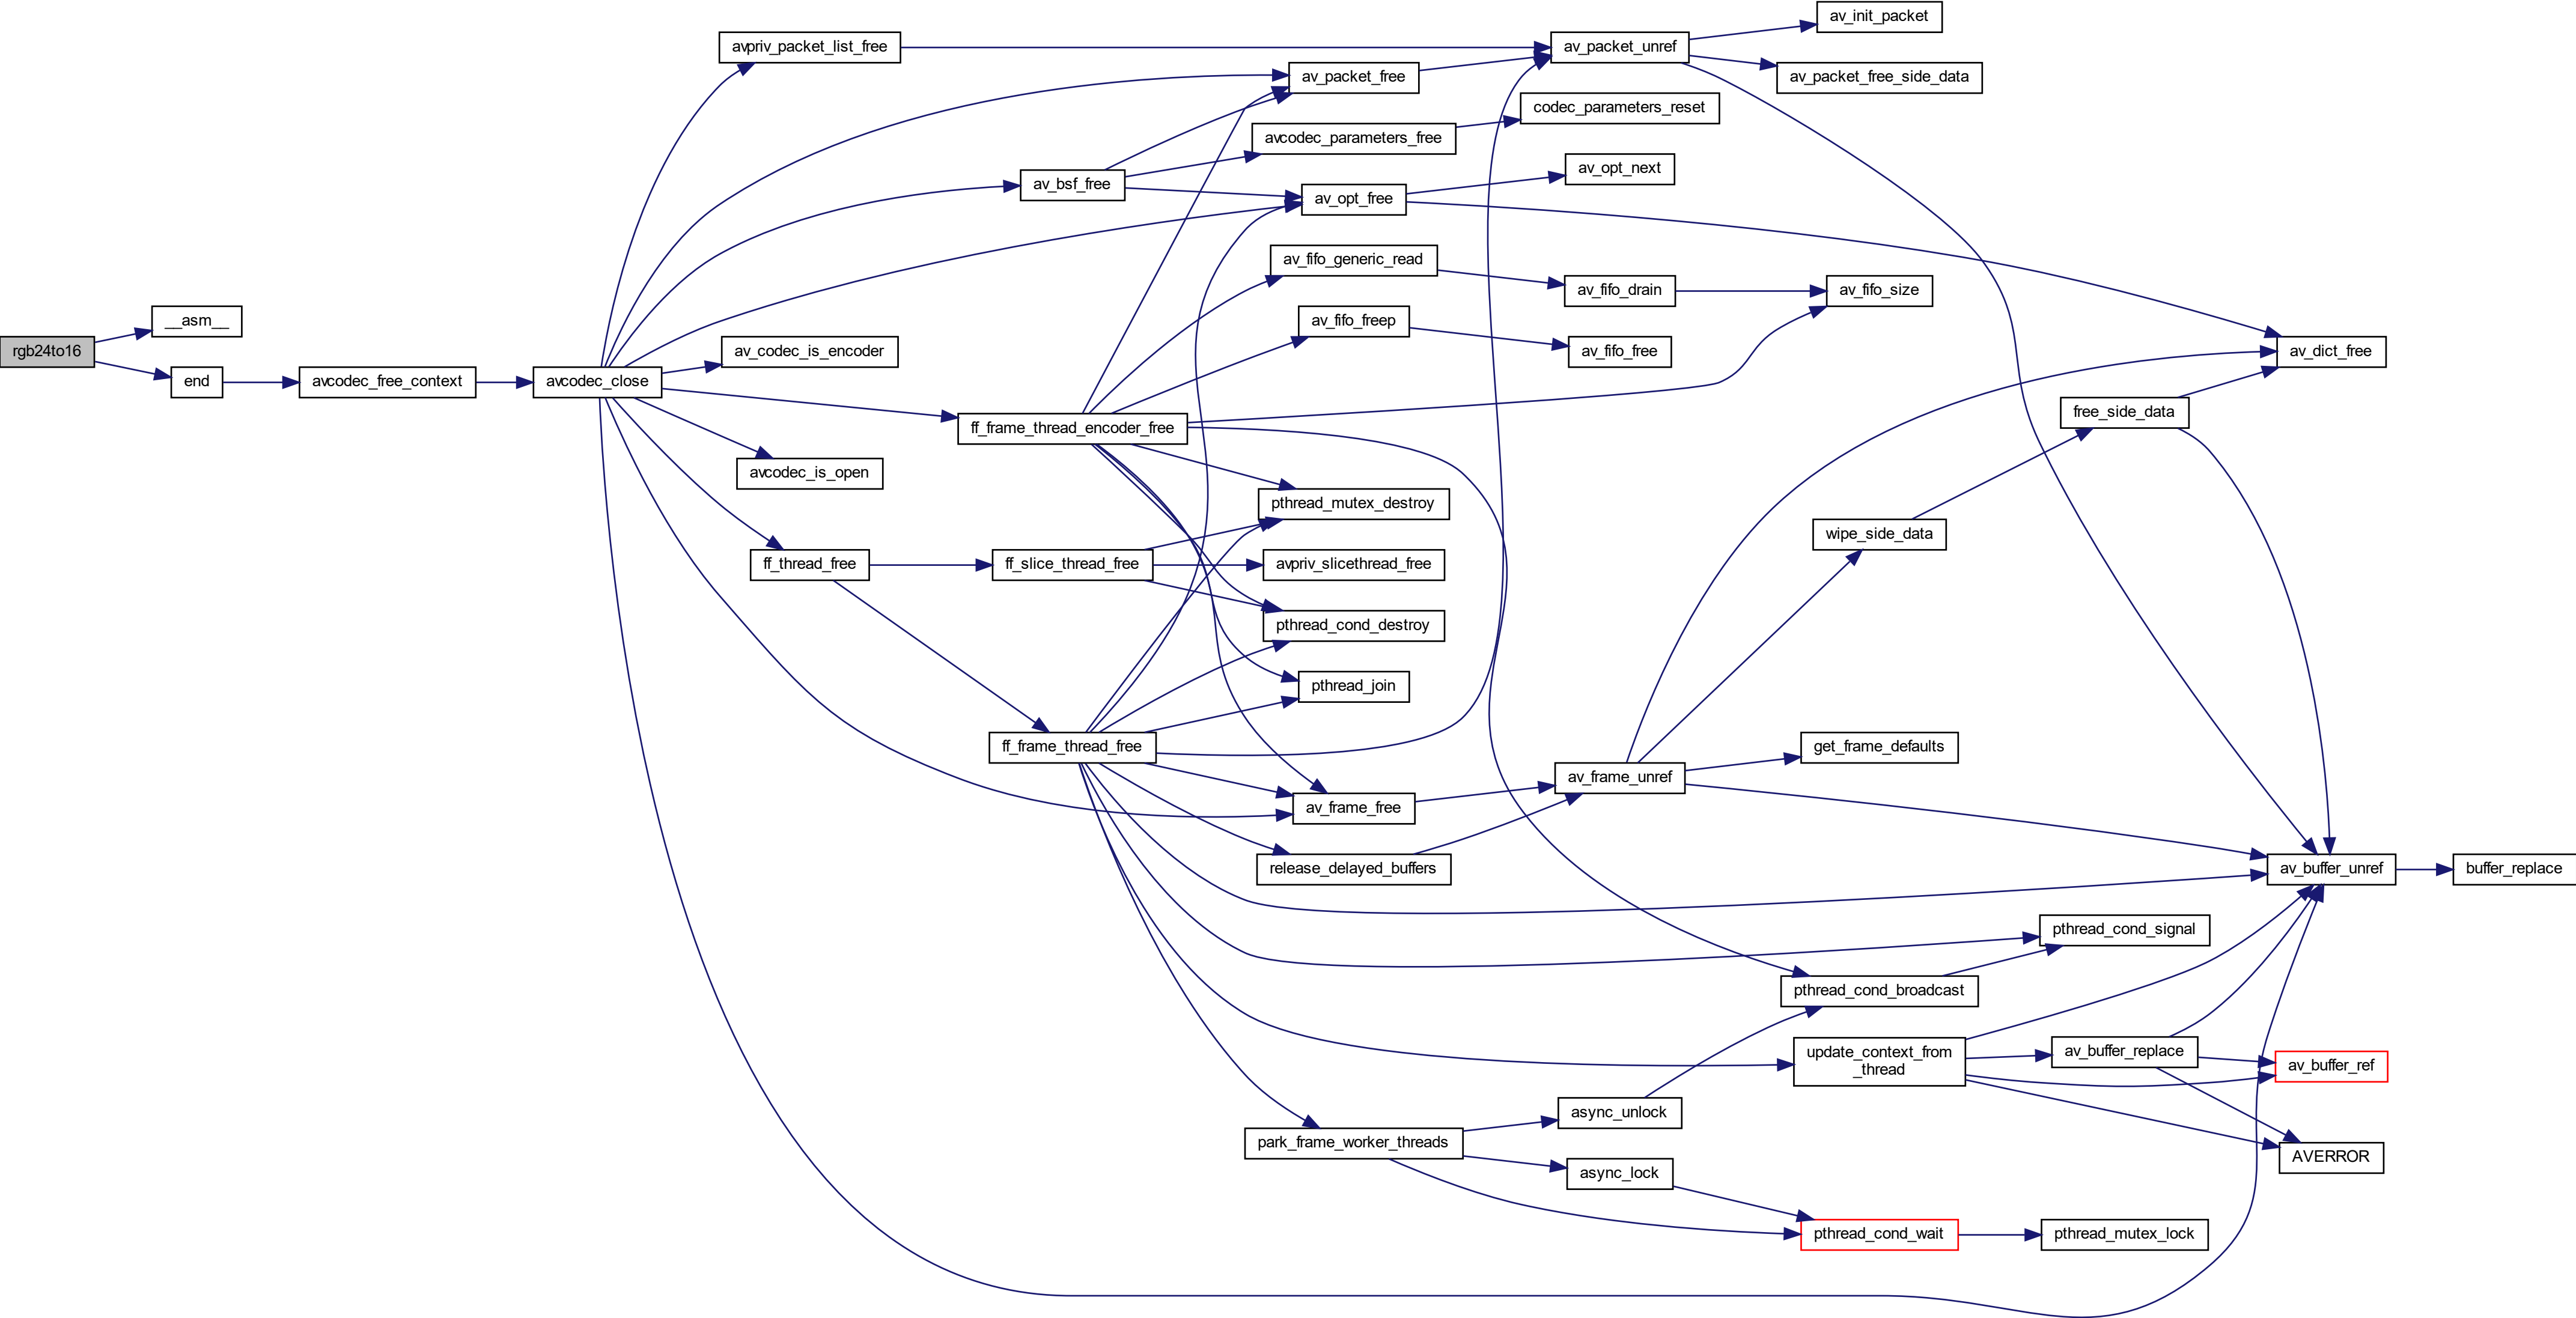 av_init_packet
avpriv_packet_list_free
av_packet_unref
av_packet_free
av_packet_free_side_data
codec_parameters_reset
avcodec_parameters_free
av_opt_next
av_bsf_free
av_opt_free
av_fifo_generic_read
av_fifo_drain
av_fifo_size
__asm__
av_fifo_freep
rgb24to16
av_codec_is_encoder
av_fifo_free
av_dict_free
end
avcodec_free_context
avcodec_close
free_side_data
ff_frame_thread_encoder_free
avcodec_is_open
pthread_mutex_destroy
wipe_side_data
ff_thread_free
ff_slice_thread_free
avpriv_slicethread_free
pthread_cond_destroy
pthread_join
ff_frame_thread_free
get_frame_defaults
av_frame_unref
av_frame_free
release_delayed_buffers
av_buffer_unref
buffer_replace
pthread_cond_signal
pthread_cond_broadcast
update_context_from
_thread
av_buffer_replace
av_buffer_ref
async_unlock
park_frame_worker_threads
AVERROR
async_lock
pthread_cond_wait
pthread_mutex_lock